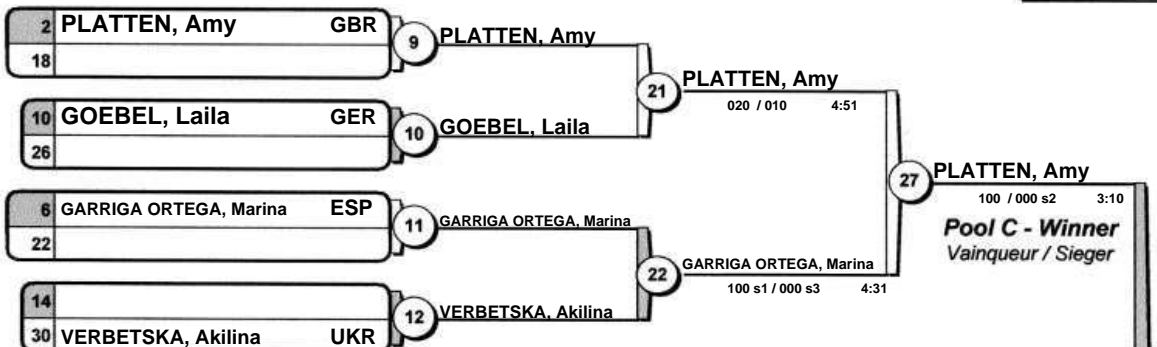 2 PLATTEN, Amy GBR
18
9 PLATTEN, Amy
10 GOEBEL, Laila GER
26
10 GOEBEL, Laila
21 PLATTEN, Amy
020 / 010 4:51
6 GARRIGA ORTEGA, Marina ESP
22
11 GARRIGA ORTEGA, Marina
14
30 VERBETSKA, Akilina UKR
12 VERBETSKA, Akilina
22 GARRIGA ORTEGA, Marina
100 s1 / 000 s3 4:31
27 PLATTEN, Amy
100 / 000 s2 3:10
Pool C - Winner
Vainqueur / Sieger